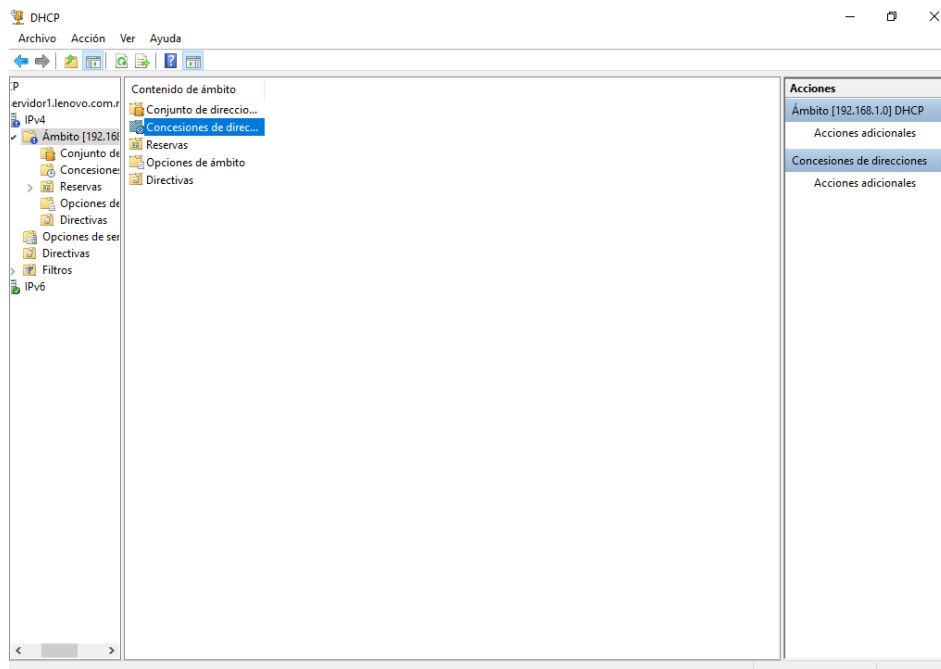 DHCP
Archivo Acción Ver Ayuda
:P
ervidor1.lenovo.com.r
IPv4
Ámbito [192.168
Conjunto de
Concesiones
Reservas
Opciones de
Directivas
Opciones de ser
Directivas
Filtros
IPv6
Contenido de ámbito
Conjunto de direccio...
Concesiones de direc...
Reservas
Opciones de ámbito
Directivas
Acciones
Ámbito [192.168.1.0] DHCP
Acciones adicionales
Concesiones de direcciones
Acciones adicionales